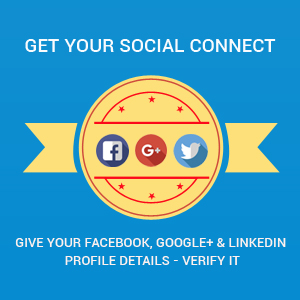 GET YOUR SOCIAL CONNECT
f
G+
GIVE YOUR FACEBOOK, GOOGLE+ & LINKEDIN
PROFILE DETAILS - VERIFY IT